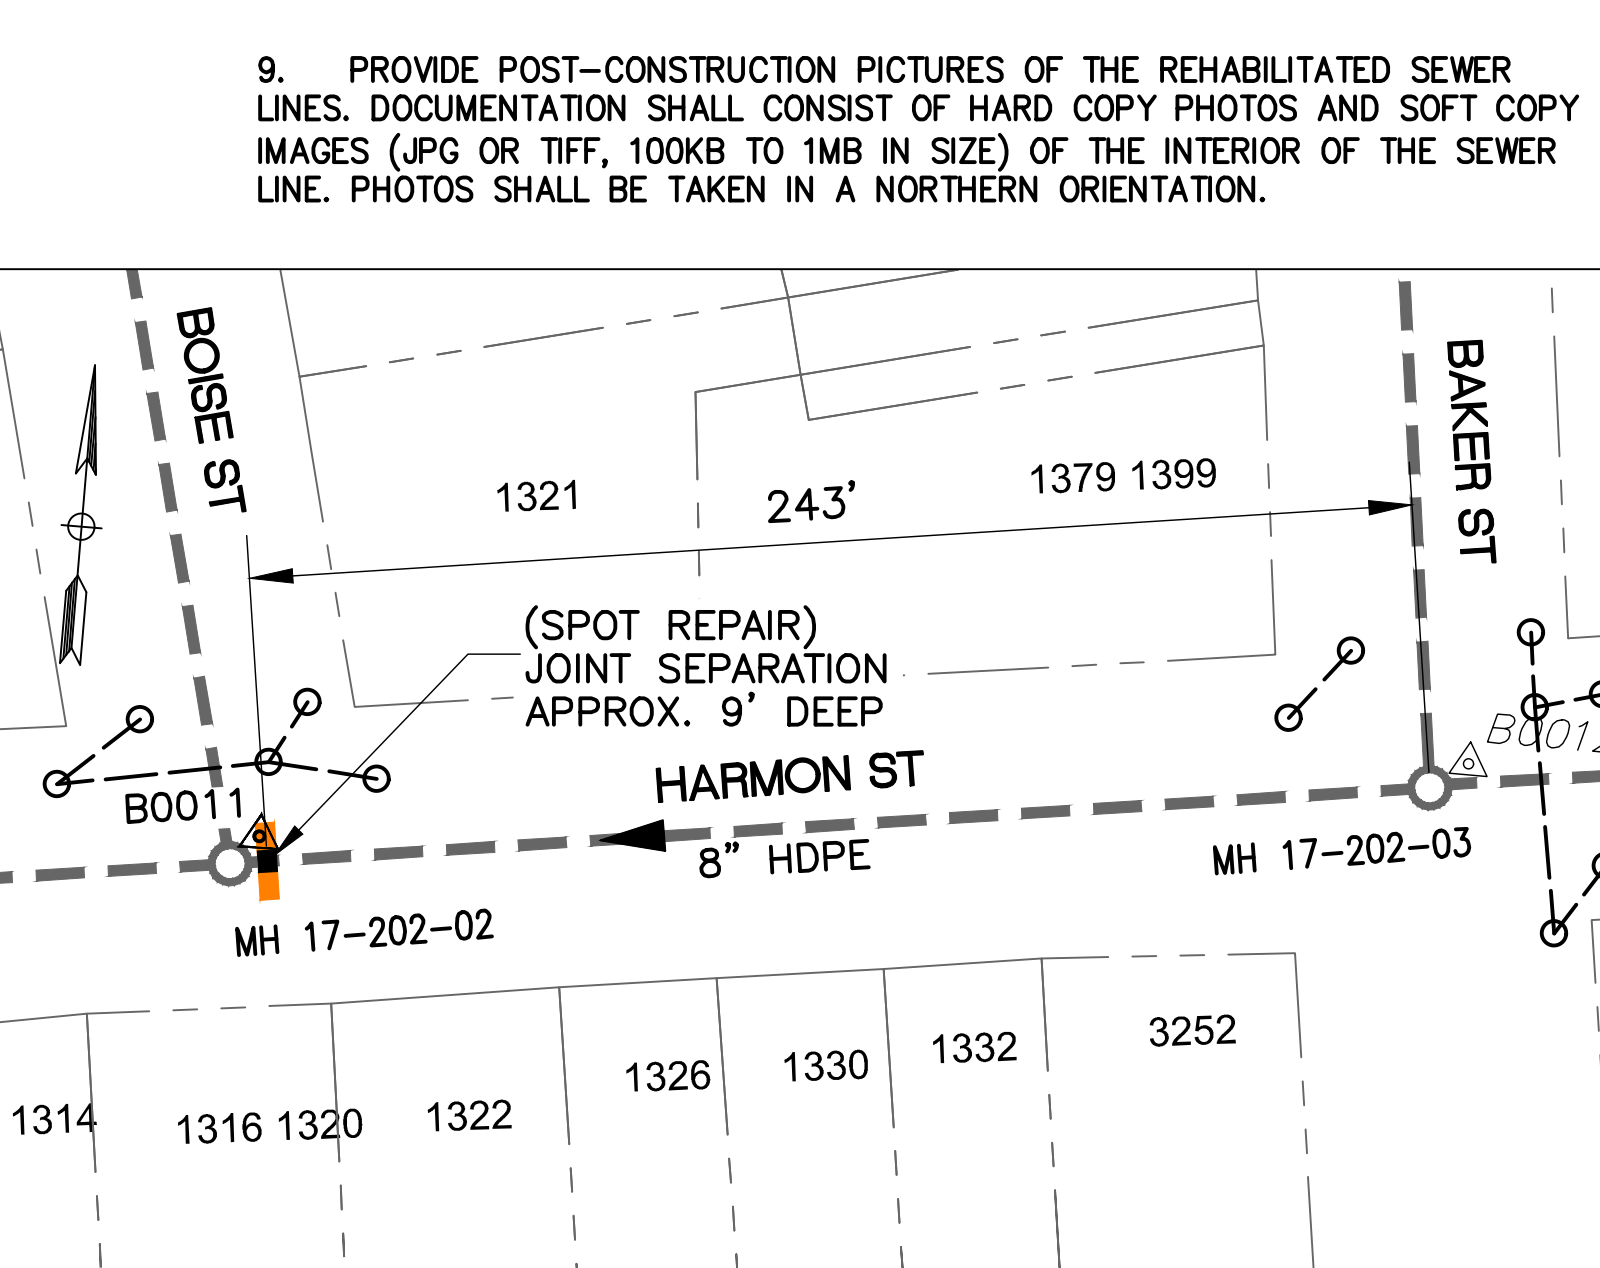 9. PROVIDE POST-CONSTRUCTION PICTURES OF THE REHABILITATED SEWER
LINES. DOCUMENTATION SHALL CONSIST OF HARD COPY PHOTOS AND SOFT COPY
IMAGES (JPG OR TIFF, 100KB TO 1MB IN SIZE) OF THE INTERIOR OF THE SEWER
LINE. PHOTOS SHALL BE TAKEN IN A NORTHERN ORIENTATION.
BOISE ST
BAKER ST
1321
243'
1379 1399
(SPOT REPAIR)
JOINT SEPARATION
APPROX. 9' DEEP
HARMON ST
B0011
8" HDPE
MH 17-202-03
MH 17-202-02
1314
1316 1320
1322
1326
1330
1332
3252